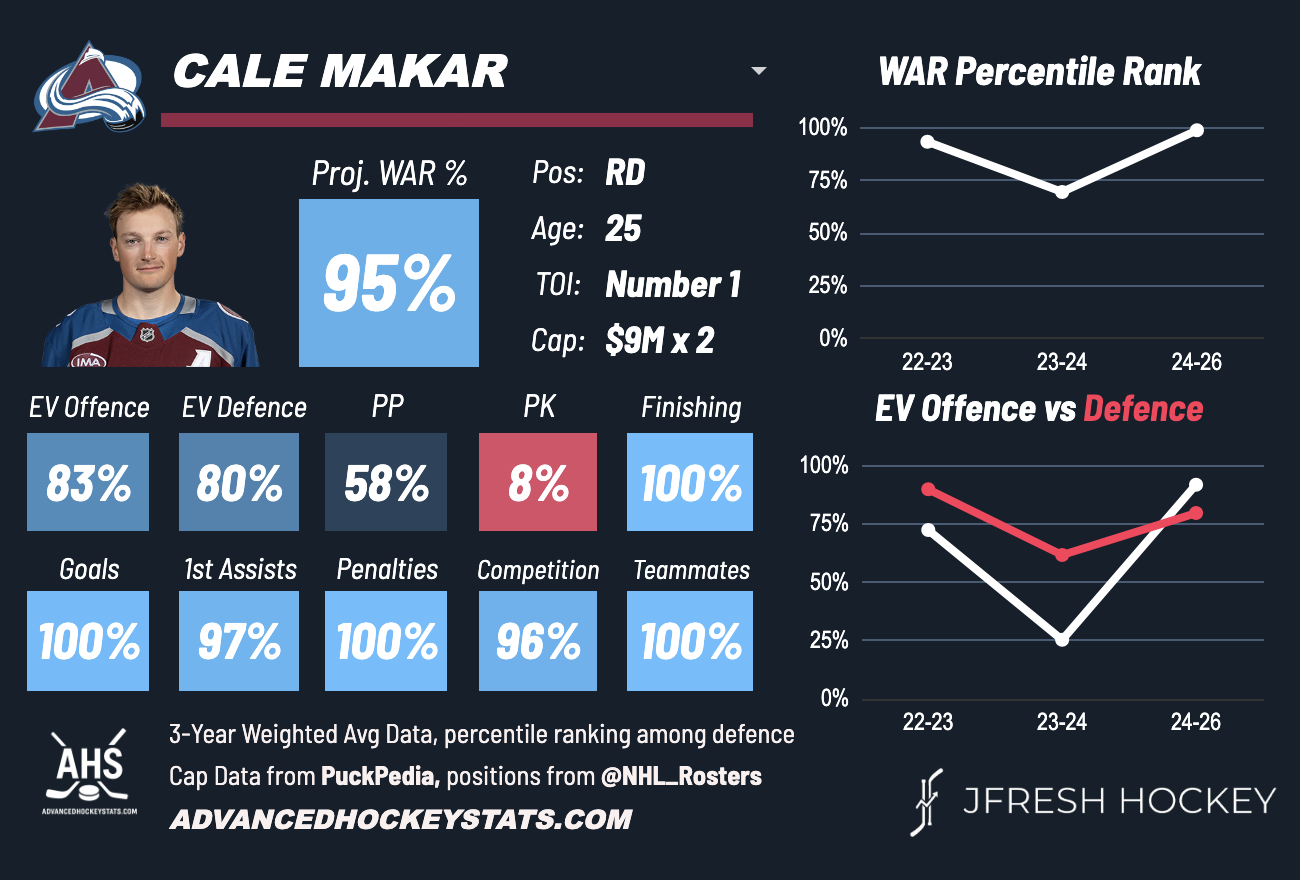 CALE MAKAR
Proj. WAR %
95%
Pos: RD
Age: 25
TOI: Number 1
Cap: $9M x 2
IMA
A
EV Offence EV Defence PP PK Finishing
83% 80% 58% 8% 100%
Goals 1st Assists Penalties Competition Teammates
100% 97% 100% 96% 100%
AHS
ADVANCEDHOCKEYSTATS.COM
3-Year Weighted Avg Data, percentile ranking among defence
Cap Data from PuckPedia, positions from @NHL_Rosters
ADVANCEDHOCKEYSTATS.COM
WAR Percentile Rank
100%
75%
50%
25%
0%
22-23 23-24 24-26
EV Offence vs Defence
100%
75%
50%
25%
0%
22-23 23-24 24-26
JFRESH HOCKEY